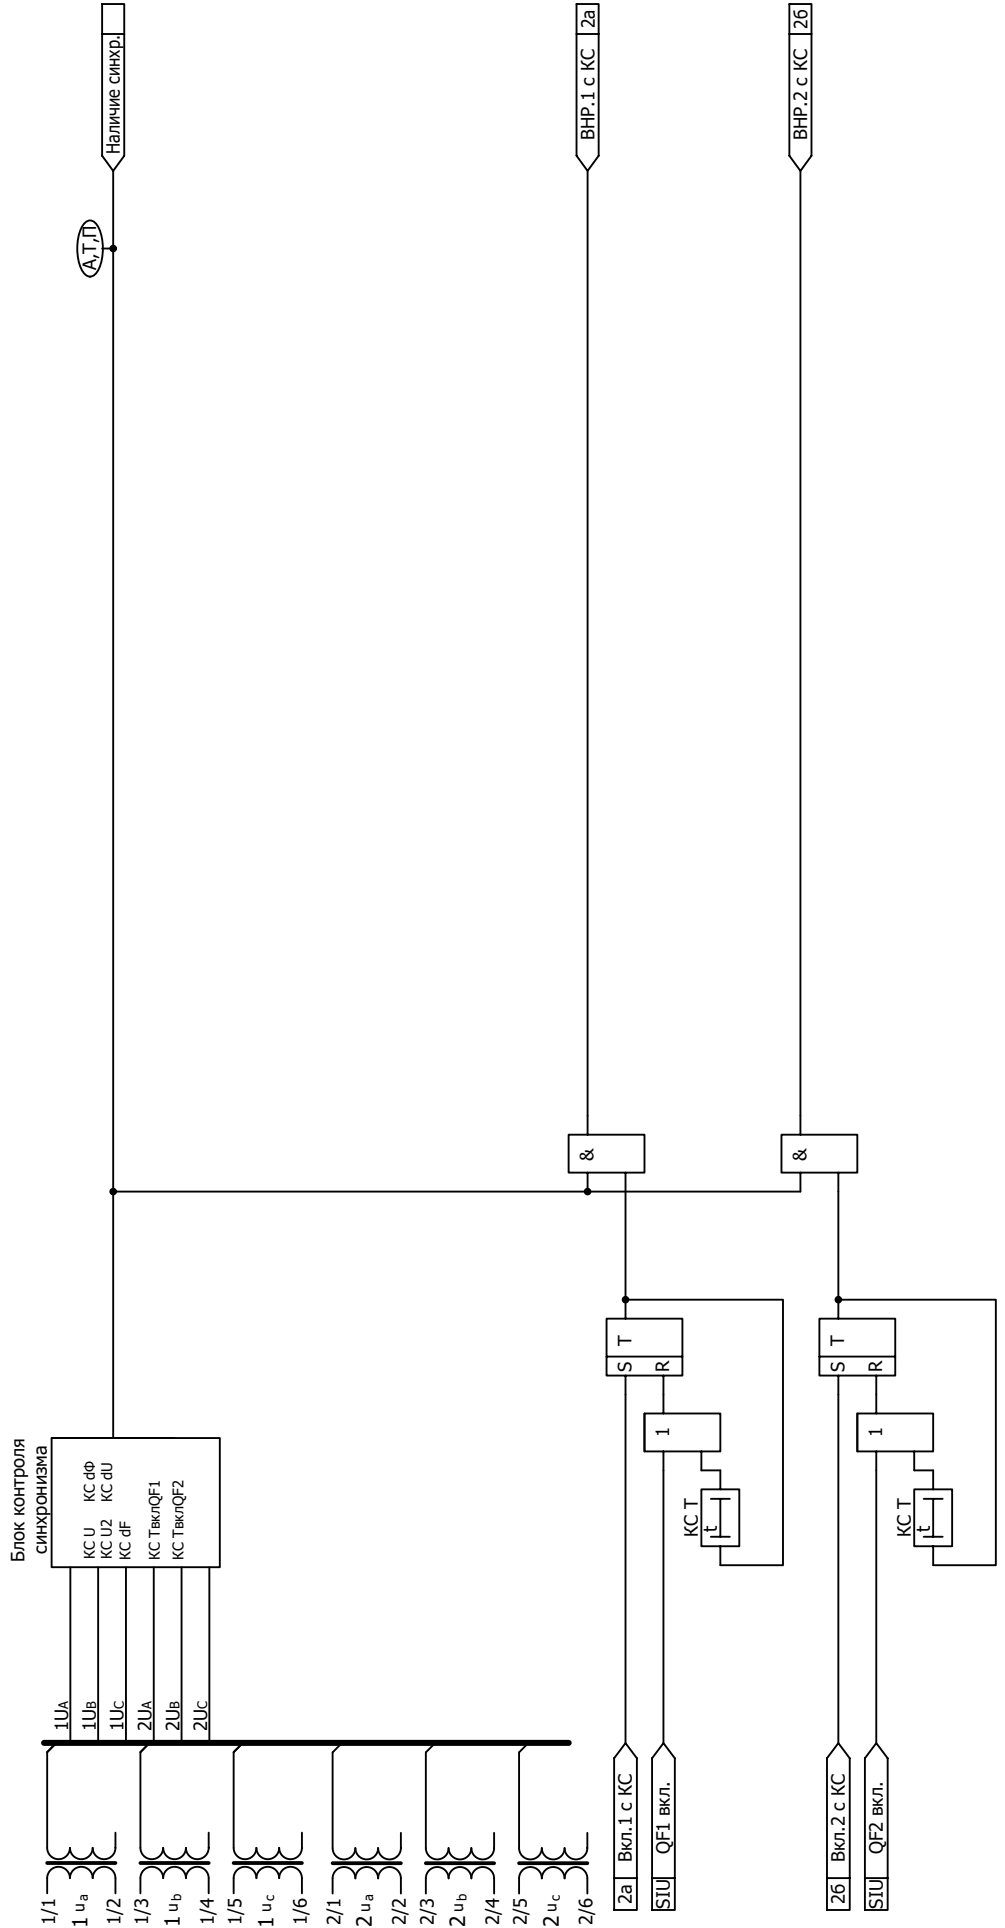 Блок контроля
синхронизма
КС U КС dФ
КС U2 КС dU
КС dF
КС TвклQF1
КС TвклQF2
А,Т,П
Наличие синхр.
1/1
1 ua
1/2
1/3
1 ub
1/4
1/5
1 uc
1/6
2/1
2 ua
2/2
2/3
2 ub
2/4
2/5
2 uc
2/6
1UA
1UB
1UC
2UA
2UB
2UC
2а Вкл.1 с КС
SIU QF1 вкл.
КС T
t
1
S T
R
&
ВНР.1 с КС 2а
2б Вкл.2 с КС
SIU QF2 вкл.
КС T
t
1
S T
R
&
ВНР.2 с КС 2б